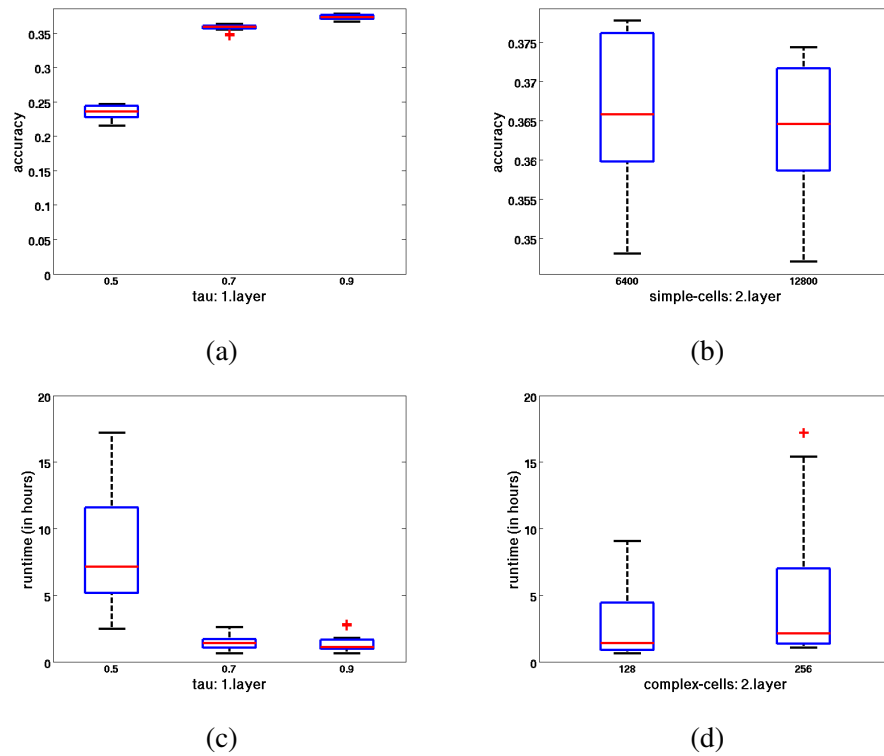 accuracy
0.35
0.3
0.25
0.2
0.15
0.1
0.05
0
0.5 0.7 0.9
tau: 1.layer
(a)
accuracy
0.375
0.37
0.365
0.36
0.355
0.35
6400 12800
simple-cells: 2.layer
(b)
runtime (in hours)
20
15
10
5
0
0.5 0.7 0.9
tau: 1.layer
(c)
runtime (in hours)
20
15
10
5
0
128 256
complex-cells: 2.layer
(d)